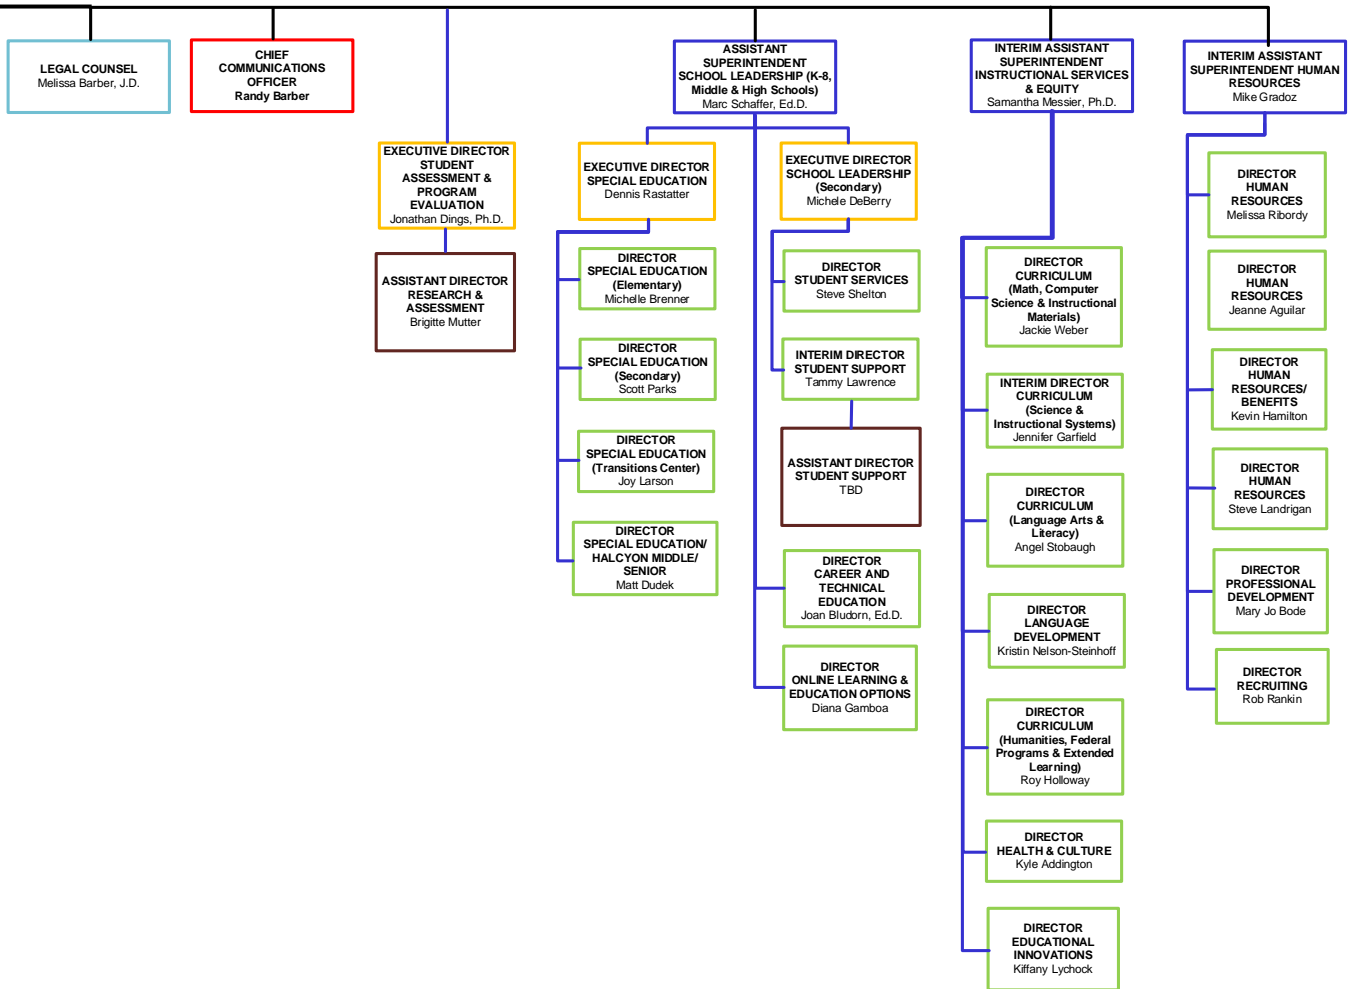 LEGAL COUNSEL
Melissa Barber, J.D.
CHIEF
COMMUNICATIONS
OFFICER
Randy Barber
EXECUTIVE DIRECTOR
STUDENT
ASSESSMENT &
PROGRAM
EVALUATION
Jonathan Dings, Ph.D.
ASSISTANT DIRECTOR
RESEARCH &
ASSESSMENT
Brigitte Mutter
ASSISTANT
SUPERINTENDENT
SCHOOL LEADERSHIP (K-8,
Middle & High Schools)
Marc Schaffer, Ed.D.
EXECUTIVE DIRECTOR
SPECIAL EDUCATION
Dennis Rastatter
DIRECTOR
SPECIAL EDUCATION
(Elementary)
Michelle Brenner
DIRECTOR
SPECIAL EDUCATION
(Secondary)
Scott Parks
DIRECTOR
SPECIAL EDUCATION
(Transitions Center)
Joy Larson
DIRECTOR
SPECIAL EDUCATION/
HALCYON MIDDLE/
SENIOR
Matt Dudek
EXECUTIVE DIRECTOR
SCHOOL LEADERSHIP
(Secondary)
Michele DeBerry
DIRECTOR
STUDENT SERVICES
Steve Shelton
INTERIM DIRECTOR
STUDENT SUPPORT
Tammy Lawrence
ASSISTANT DIRECTOR
STUDENT SUPPORT
TBD
DIRECTOR
CAREER AND
TECHNICAL
EDUCATION
Joan Bludorn, Ed.D.
DIRECTOR
ONLINE LEARNING &
EDUCATION OPTIONS
Diana Gamboa
INTERIM ASSISTANT
SUPERINTENDENT
INSTRUCTIONAL SERVICES
& EQUITY
Samantha Messier, Ph.D.
DIRECTOR
CURRICULUM
(Math, Computer
Science & Instructional
Materials)
Jackie Weber
INTERIM DIRECTOR
CURRICULUM
(Science &
Instructional Systems)
Jennifer Garfield
DIRECTOR
CURRICULUM
(Language Arts &
Literacy)
Angel Stobaugh
DIRECTOR
LANGUAGE
DEVELOPMENT
Kristin Nelson-Steinhoff
DIRECTOR
CURRICULUM
(Humanities, Federal
Programs & Extended
Learning)
Roy Holloway
DIRECTOR
HEALTH & CULTURE
Kyle Addington
DIRECTOR
EDUCATIONAL
INNOVATIONS
Kiffany Lychock
INTERIM ASSISTANT
SUPERINTENDENT HUMAN
RESOURCES
Mike Gradoz
DIRECTOR
HUMAN
RESOURCES
Melissa Ribordy
DIRECTOR
HUMAN
RESOURCES
Jeanne Aguilar
DIRECTOR
HUMAN
RESOURCES/
BENEFITS
Kevin Hamilton
DIRECTOR
HUMAN
RESOURCES
Steve Landrigan
DIRECTOR
PROFESSIONAL
DEVELOPMENT
Mary Jo Bode
DIRECTOR
RECRUITING
Rob Rankin